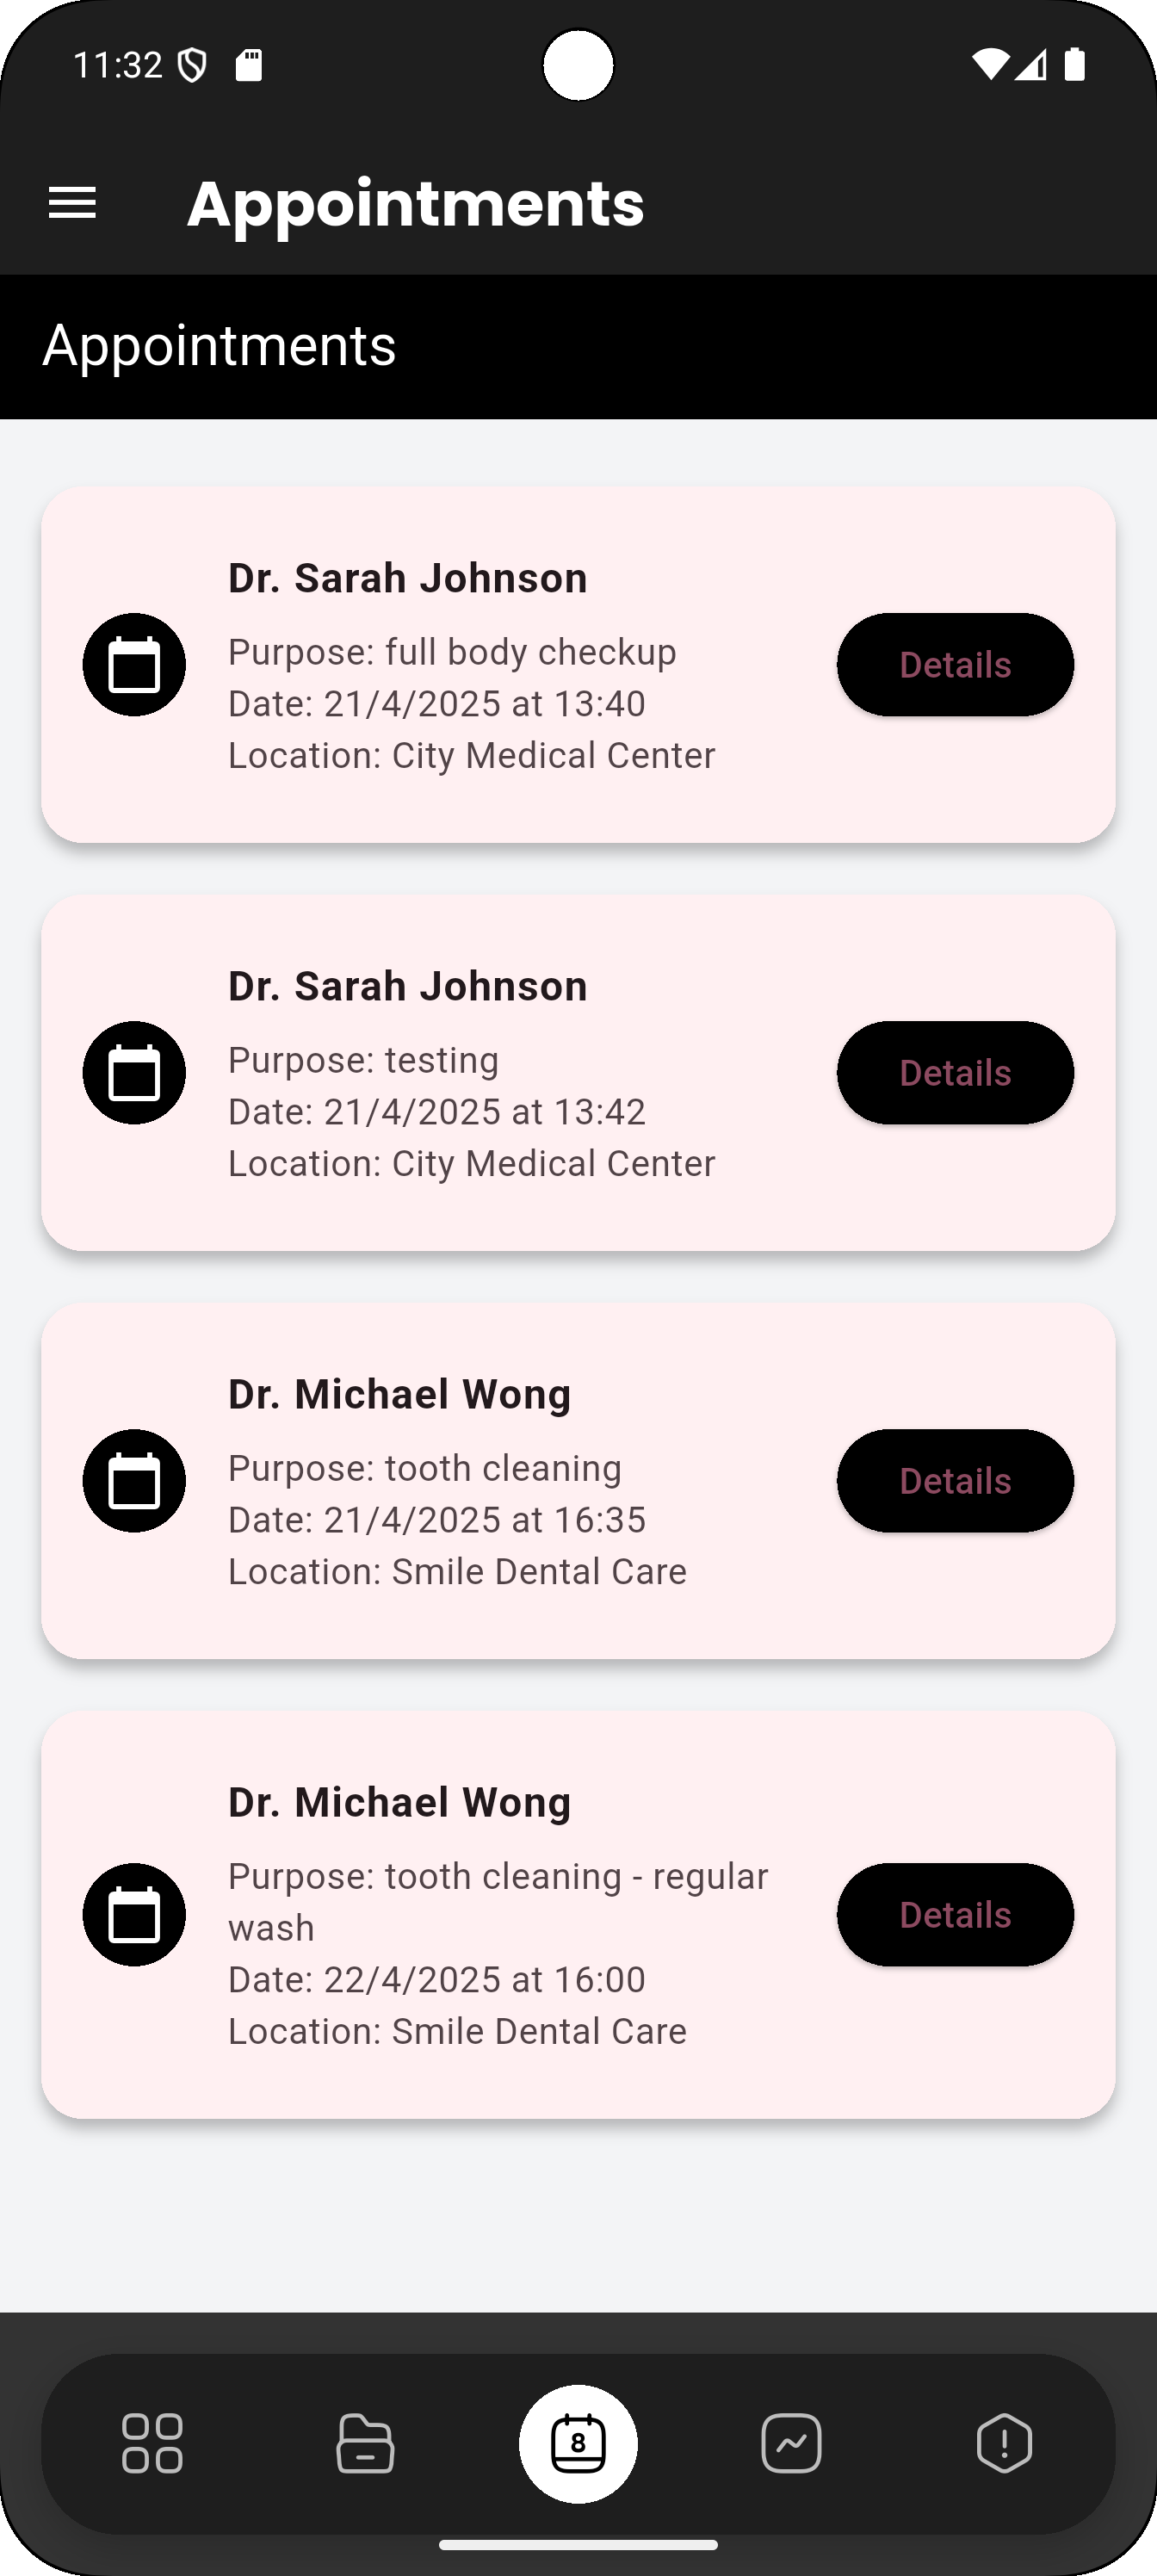 11:32
Appointments
Appointments
Dr. Sarah Johnson
Purpose: full body checkup
Date: 21/4/2025 at 13:40
Location: City Medical Center
Details
Dr. Sarah Johnson
Purpose: testing
Date: 21/4/2025 at 13:42
Location: City Medical Center
Details
Dr. Michael Wong
Purpose: tooth cleaning
Date: 21/4/2025 at 16:35
Location: Smile Dental Care
Details
Dr. Michael Wong
Purpose: tooth cleaning - regular
wash
Date: 22/4/2025 at 16:00
Location: Smile Dental Care
Details
8